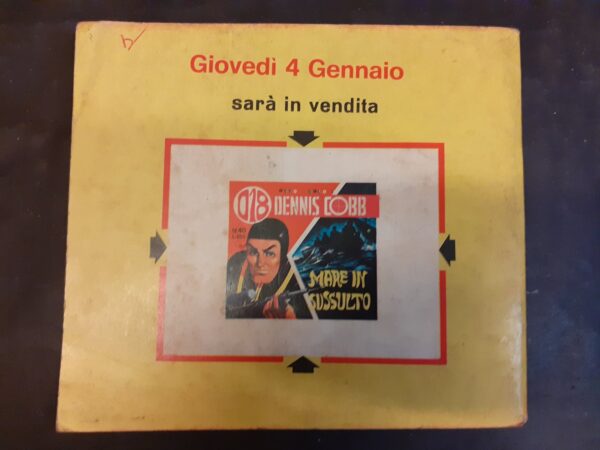 Giovedì 4 Gennaio
sarà in vendita
018 DENNIS COBB
MARE IN
SUSSULTO